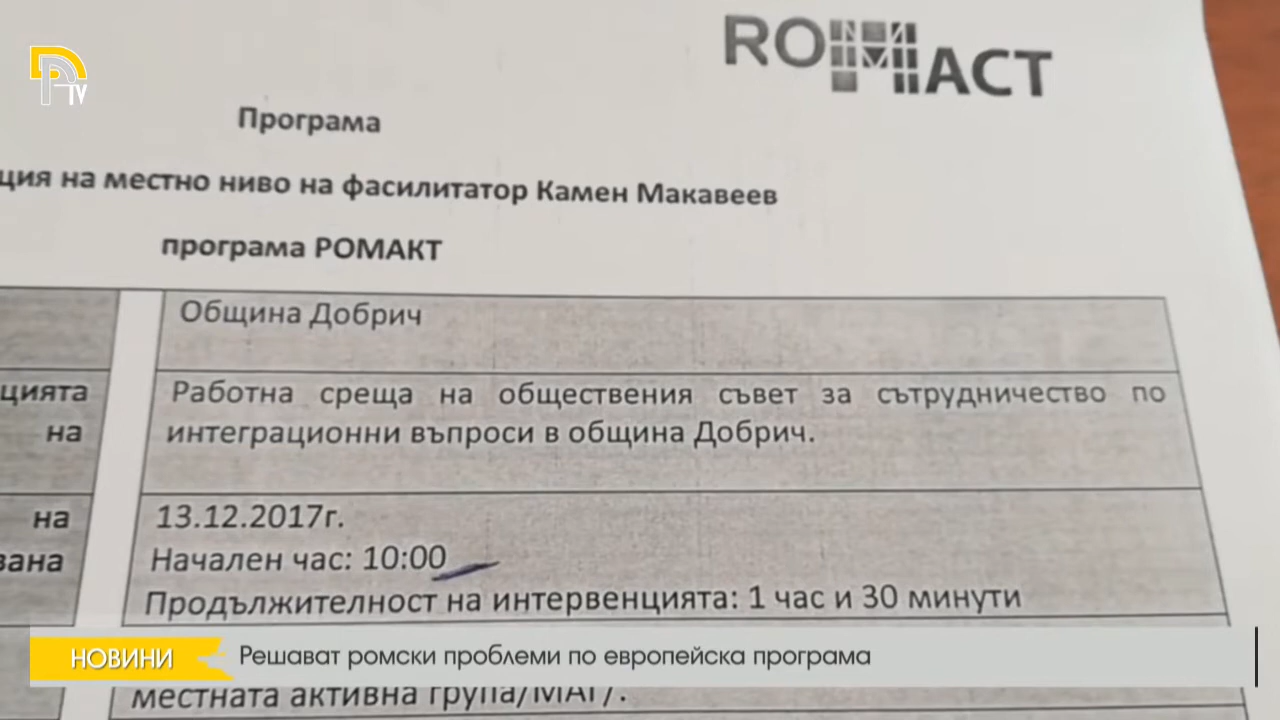 TV
ROMACT
Програма
ция на местно ниво на фасилитатор Камен Макавеев
програма РОМАКТ
Община Добрич
цията
на
Работна среща на обществения съвет за сътрудничество по
интеграционни въпроси в община Добрич.
на
вана
13.12.2017г.
Начален час: 10:00
Продължителност на интервенцията: 1 час и 30 минути
НОВИНИ
Решават ромски проблеми по европейска програма
местната активна група/МАГ/.